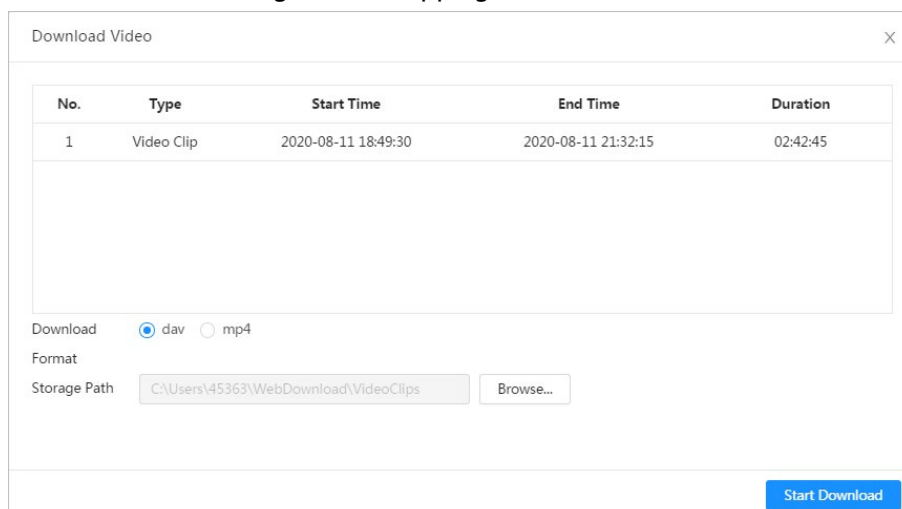 Download Video X
No. Type Start Time End Time Duration
1 Video Clip 2020-08-11 18:49:30 2020-08-11 21:32:15 02:42:45
Download dav mp4
Format
Storage Path C:\Users\45363\WebDownload\VideoClips Browse...
Start Download